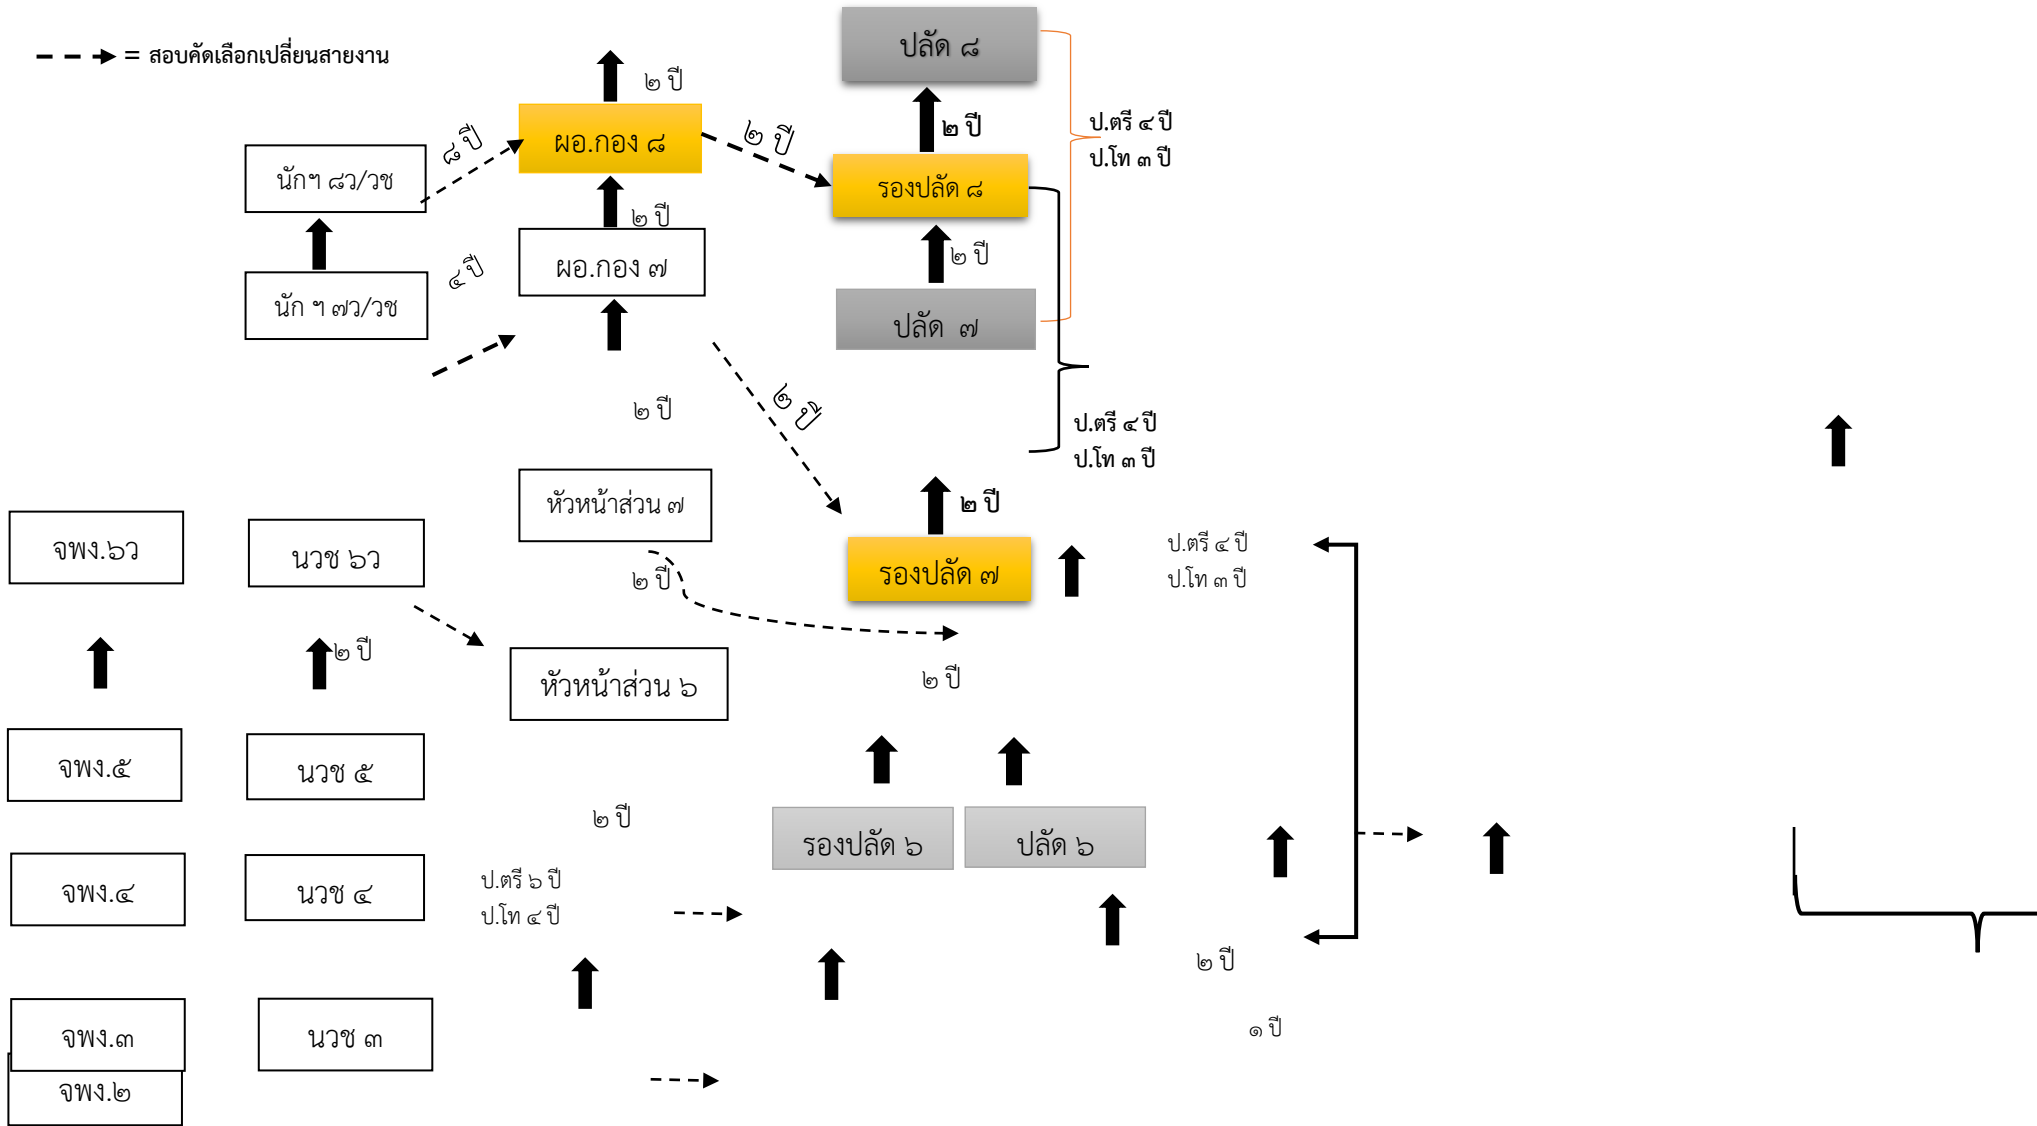 = สอบคัดเลือกเปลี่ยนสายงาน
ปลัด ๘
๒ ปี
ป.ตรี ๔ ปี
ป.โท ๓ ปี
ผอ.กอง ๘
๘ ปี
๒ ปี
๒ ปี
นักฯ ๘ว/วช
รองปลัด ๘
๒ ปี
๒ ปี
ผอ.กอง ๗
๔ ปี
นัก ฯ ๗ว/วช
ปลัด ๗
๒ ปี
๒ ปี
ป.ตรี ๔ ปี
ป.โท ๓ ปี
หัวหน้าส่วน ๗
๒ ปี
จพง.๖ว
นวช ๖ว
๒ ปี
รองปลัด ๗
ป.ตรี ๔ ปี
ป.โท ๓ ปี
๒ ปี
หัวหน้าส่วน ๖
๒ ปี
จพง.๕
นวช ๕
๒ ปี
รองปลัด ๖
ปลัด ๖
จพง.๔
นวช ๔
ป.ตรี ๖ ปี
ป.โท ๔ ปี
๒ ปี
๑ ปี
จพง.๓
นวช ๓
จพง.๒